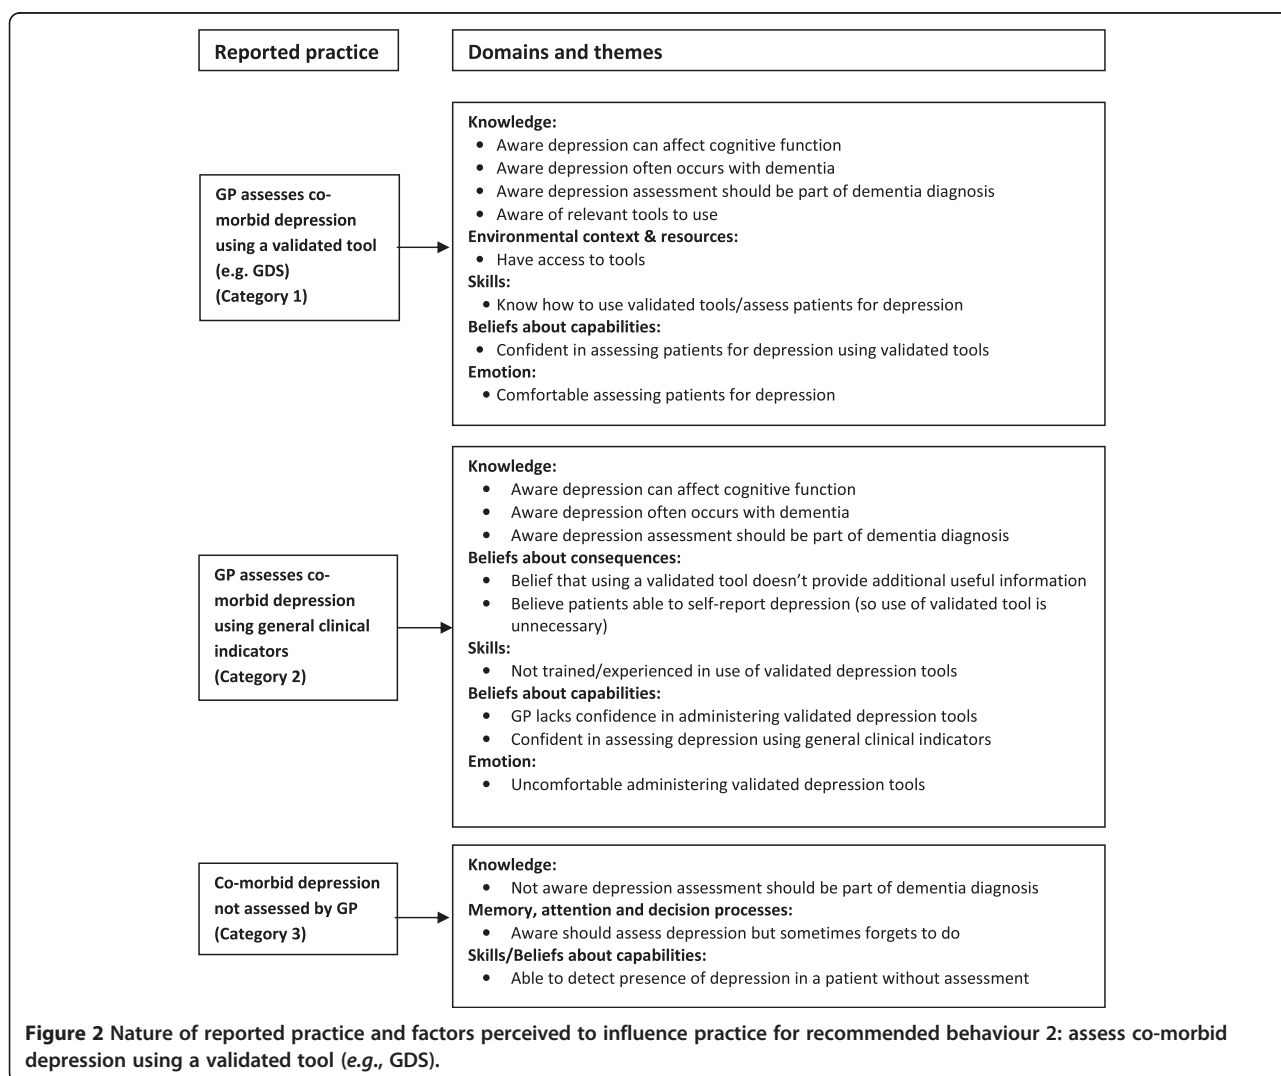 Reported practice
Domains and themes
GP assesses co-
morbid depression
using a validated tool
(e.g. GDS)
(Category 1)
Knowledge:
• Aware depression can affect cognitive function
• Aware depression often occurs with dementia
• Aware depression assessment should be part of dementia diagnosis
• Aware of relevant tools to use
Environmental context & resources:
• Have access to tools
Skills:
• Know how to use validated tools/assess patients for depression
Beliefs about capabilities:
• Confident in assessing patients for depression using validated tools
Emotion:
• Comfortable assessing patients for depression
GP assesses co-
morbid depression
using general clinical
indicators
(Category 2)
Knowledge:
• Aware depression can affect cognitive function
• Aware depression often occurs with dementia
• Aware depression assessment should be part of dementia diagnosis
Beliefs about consequences:
• Belief that using a validated tool doesn’t provide additional useful information
• Believe patients able to self-report depression (so use of validated tool is
unnecessary)
Skills:
• Not trained/experienced in use of validated depression tools
Beliefs about capabilities:
• GP lacks confidence in administering validated depression tools
• Confident in assessing depression using general clinical indicators
Emotion:
• Uncomfortable administering validated depression tools
Co-morbid depression
not assessed by GP
(Category 3)
Knowledge:
• Not aware depression assessment should be part of dementia diagnosis
Memory, attention and decision processes:
• Aware should assess depression but sometimes forgets to do
Skills/Beliefs about capabilities:
• Able to detect presence of depression in a patient without assessment
Figure 2 Nature of reported practice and factors perceived to influence practice for recommended behaviour 2: assess co-morbid
depression using a validated tool (e.g., GDS).